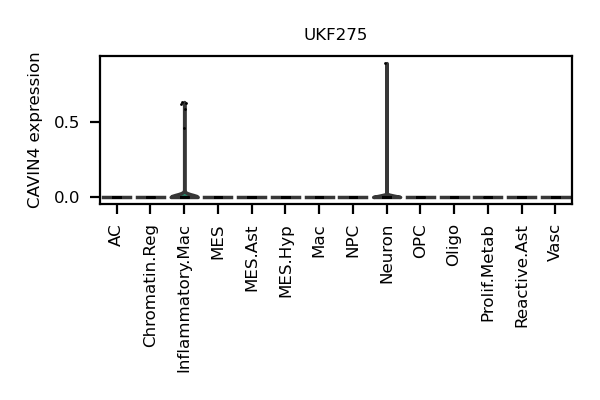 UKF275
CAVIN4 expression
0.5
0.0
AC
Chromatin.Reg
Inflammatory.Mac
MES
MES.Ast
MES.Hyp
Mac
NPC
Neuron
OPC
Oligo
Prolif.Metab
Reactive.Ast
Vasc